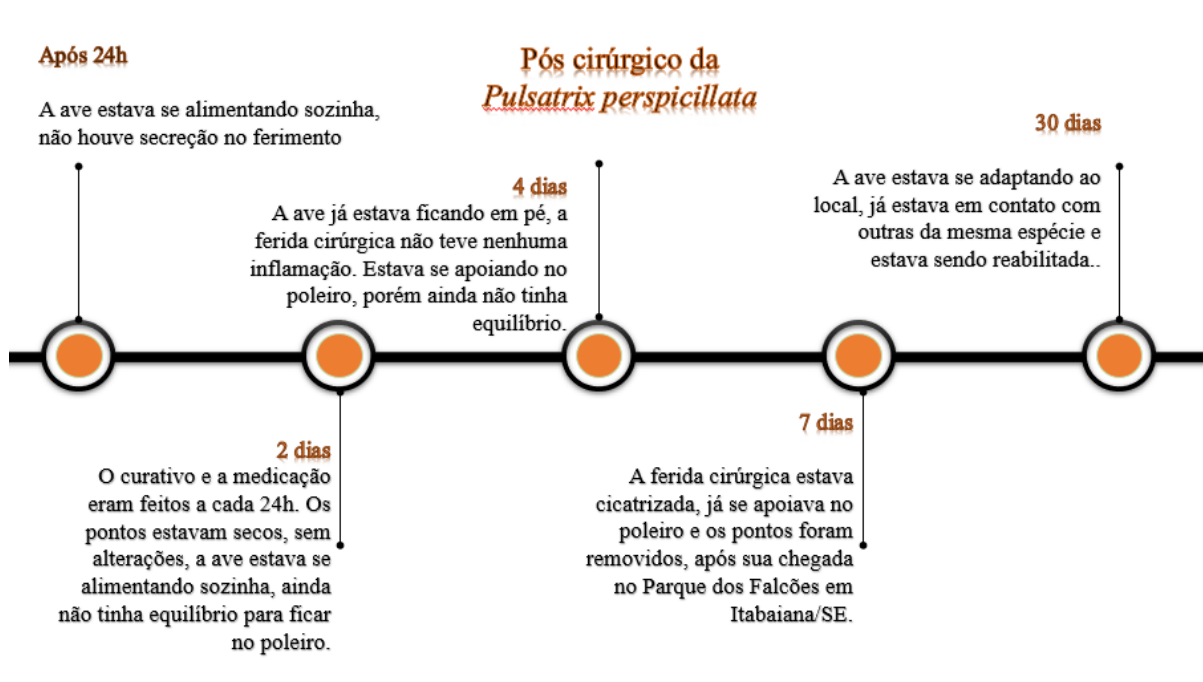 Pós cirúrgico da
Pulsatrix perspicillata
Após 24h
A ave estava se alimentando sozinha,
não houve secreção no ferimento
2 dias
O curativo e a medicação
eram feitos a cada 24h. Os
pontos estavam secos, sem
alterações, a ave estava se
alimentando sozinha, ainda
não tinha equilíbrio para ficar
no poleiro.
4 dias
A ave já estava ficando em pé, a
ferida cirúrgica não teve nenhuma
inflamação. Estava se apoiando no
poleiro, porém ainda não tinha
equilíbrio.
7 dias
A ferida cirúrgica estava
cicatrizada, já se apoiava no
poleiro e os pontos foram
removidos, após sua chegada
no Parque dos Falcões em
Itabaiana/SE.
30 dias
A ave estava se adaptando ao
local, já estava em contato com
outras da mesma espécie e
estava sendo reabilitada..